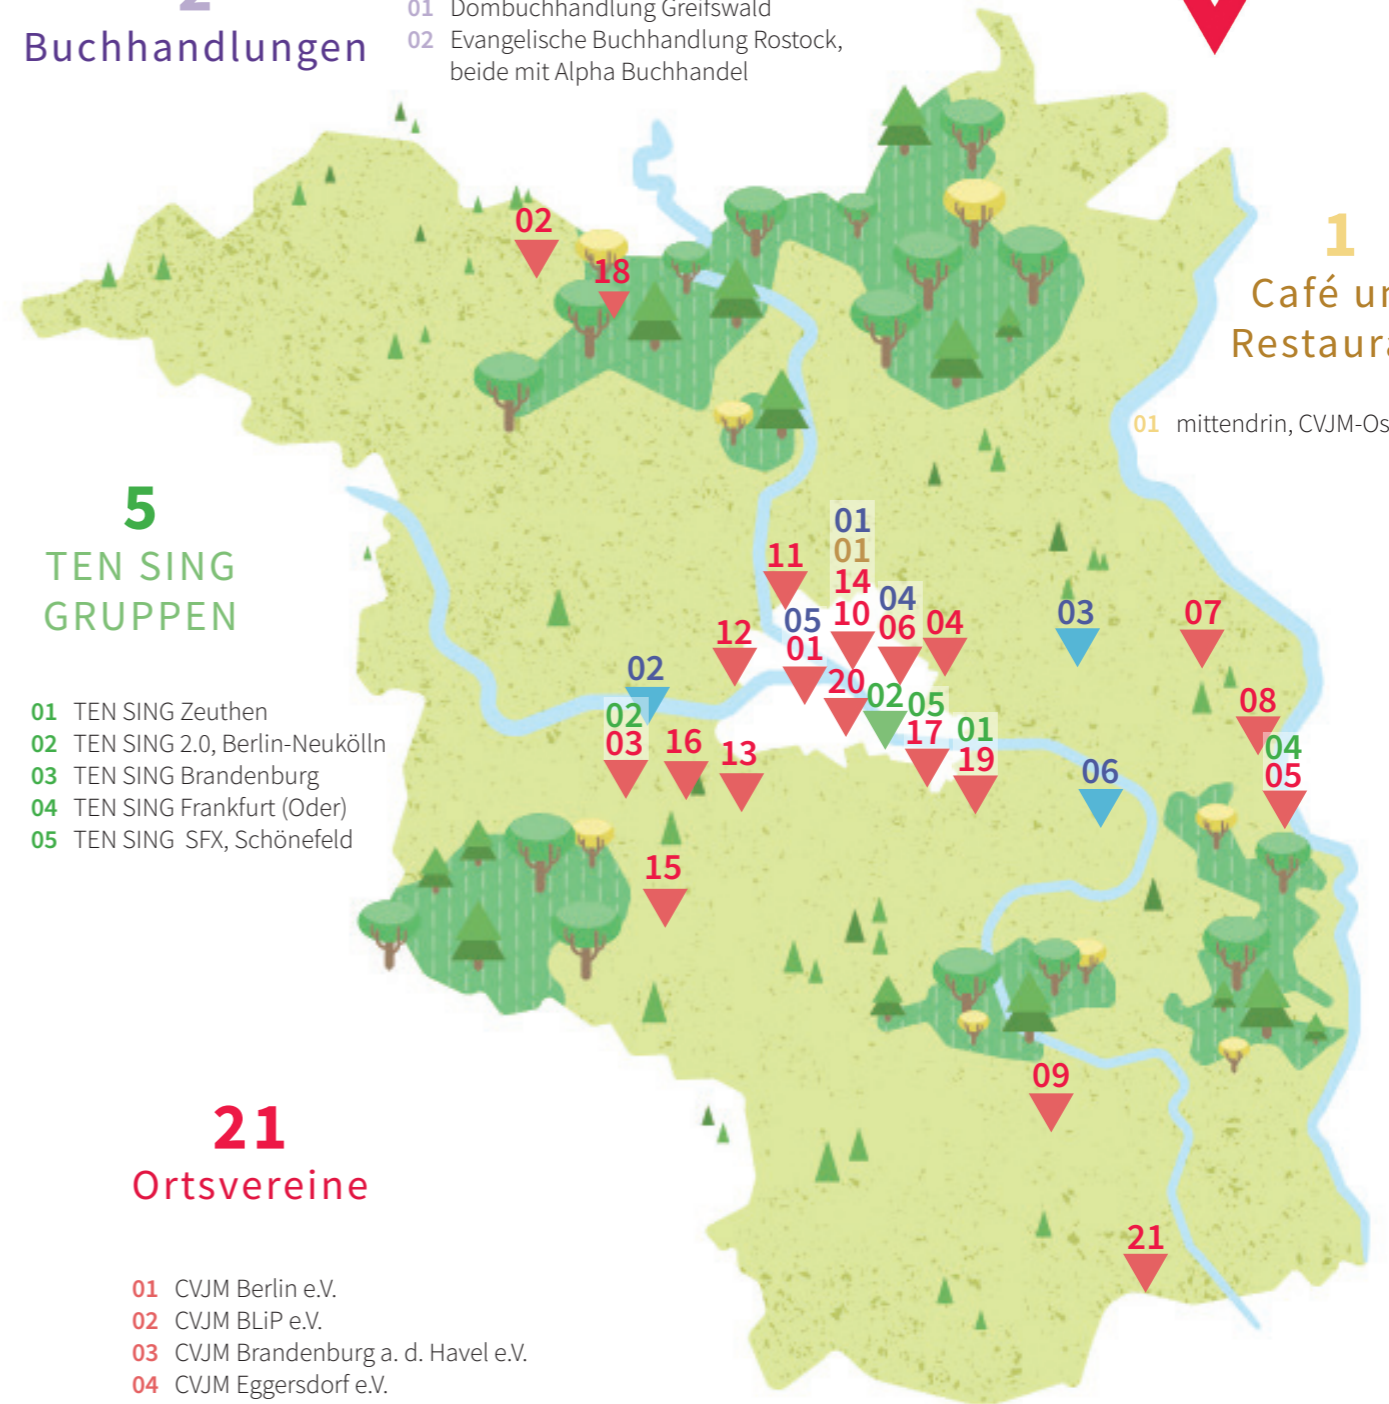 2
Buchhandlungen
01 Dombuchhandlung Greifswald
02 Evangelische Buchhandlung Rostock,
beide mit Alpha Buchhandel
1
Café
01 mittendrin,
5
TEN SING
GRUPPEN
01 TEN SING Zeuthen
02 TEN SING 2.0, Berlin-Neukölln
03 TEN SING Brandenburg
04 TEN SING Frankfurt (Oder)
05 TEN SING SFX, Schönefeld
02
18
01
01
14
10
11
04
06
04
05
01
12
03
07
02
20
02
05
17
01
19
08
04
05
02
03
16
13
06
15
09
21
21
Ortsvereine
01 CVJM Berlin e.V.
02 CVJM BLiP e.V.
03 CVJM Brandenburg a. d. Havel e.V.
04 CVJM Eggersdorf e.V.